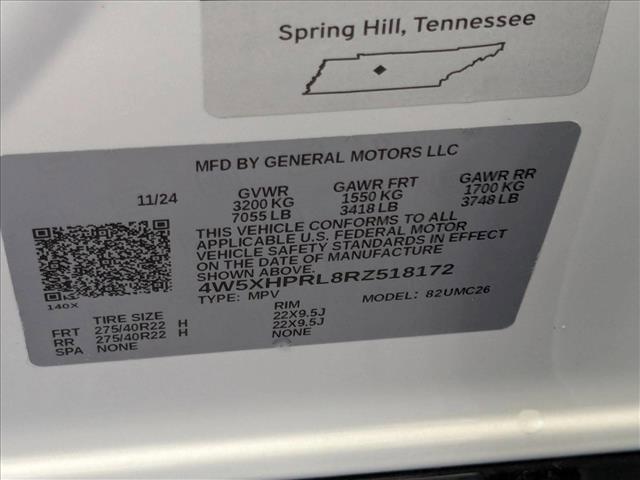 Spring Hill, Tennessee
MFD BY GENERAL MOTORS LLC
11/24 GVWR GAWR FRT GAWR RR
3200 KG 1550 KG 1700 KG
7055 LB 3418 LB 3748 LB
THIS VEHICLE CONFORMS TO ALL
APPLICABLE U.S. FEDERAL MOTOR
VEHICLE SAFETY STANDARDS IN EFFECT
ON THE DATE OF MANUFACTURE
SHOWN ABOVE.
4W5XHPRL8RZ518172
140X TYPE: MPV MODEL: 82UMC26
TIRE SIZE RIM
FRT 275/40R22 H 22X9.5J
RR 275/40R22 H 22X9.5J
SPA NONE NONE